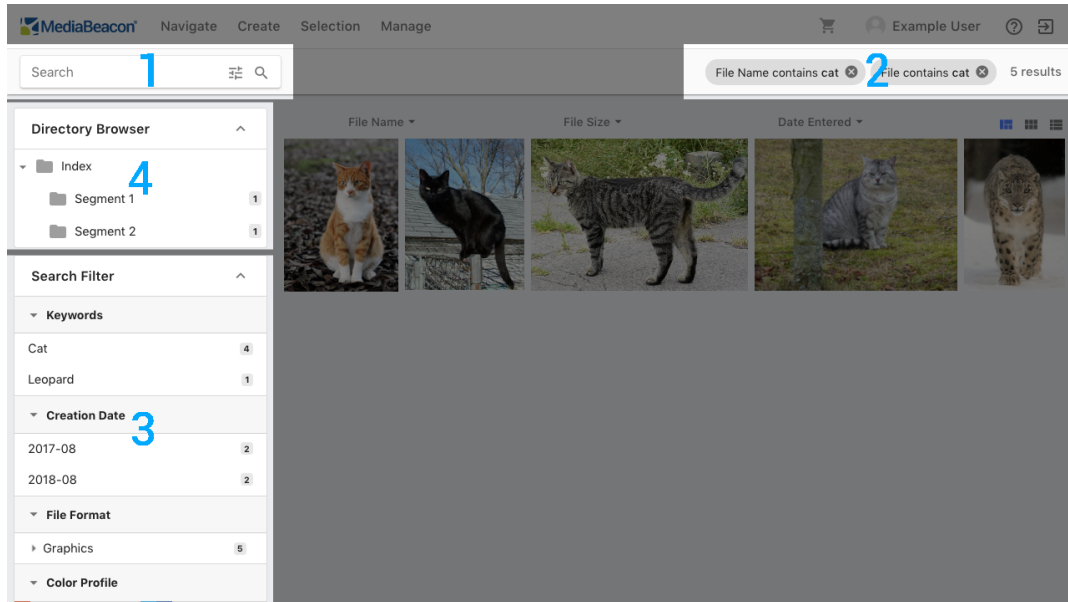 MediaBeacon Navigate Create Selection Manage Example User
Search 1 File Name contains cat 2 File contains cat 5 results
Directory Browser File Name File Size Date Entered
Index
4
Segment 1 1
Segment 2 1
Search Filter
Keywords
Cat 4
Leopard 1
Creation Date
3
2017-08 2
2018-08 2
File Format
Graphics 5
Color Profile